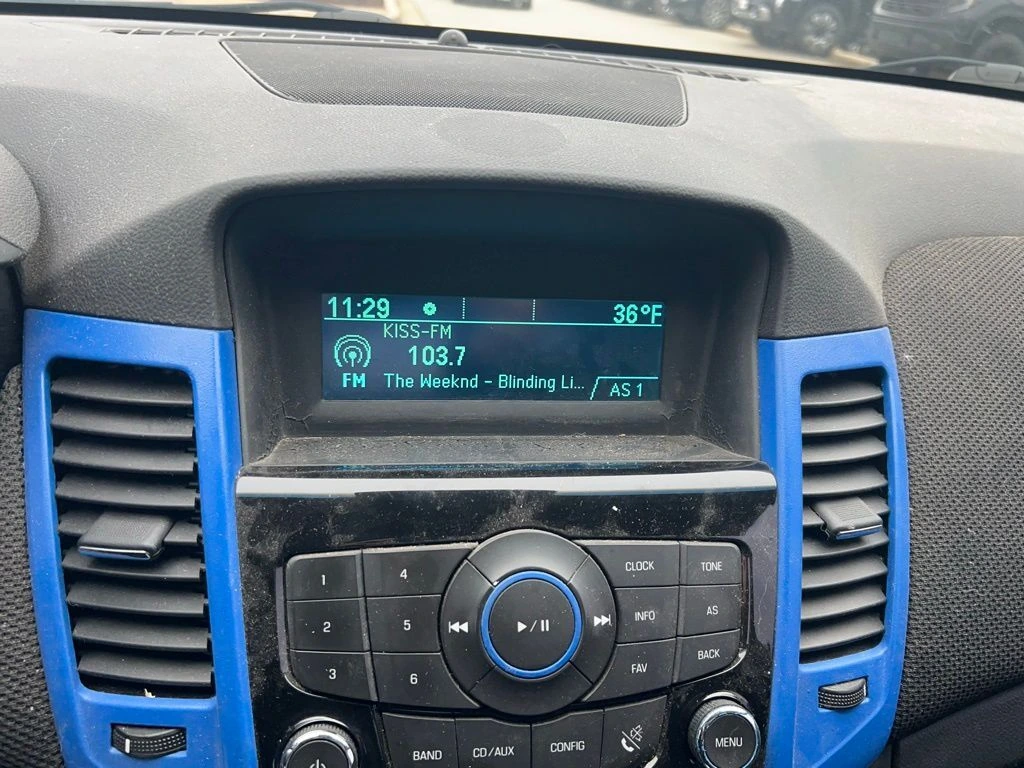 11:29 36°F
KISS-FM
103.7
FM The Weeknd - Blinding Li... AS 1
1 4 CLOCK TONE
2 5 INFO AS
3 6 FAV BACK
BAND CD/AUX CONFIG MENU